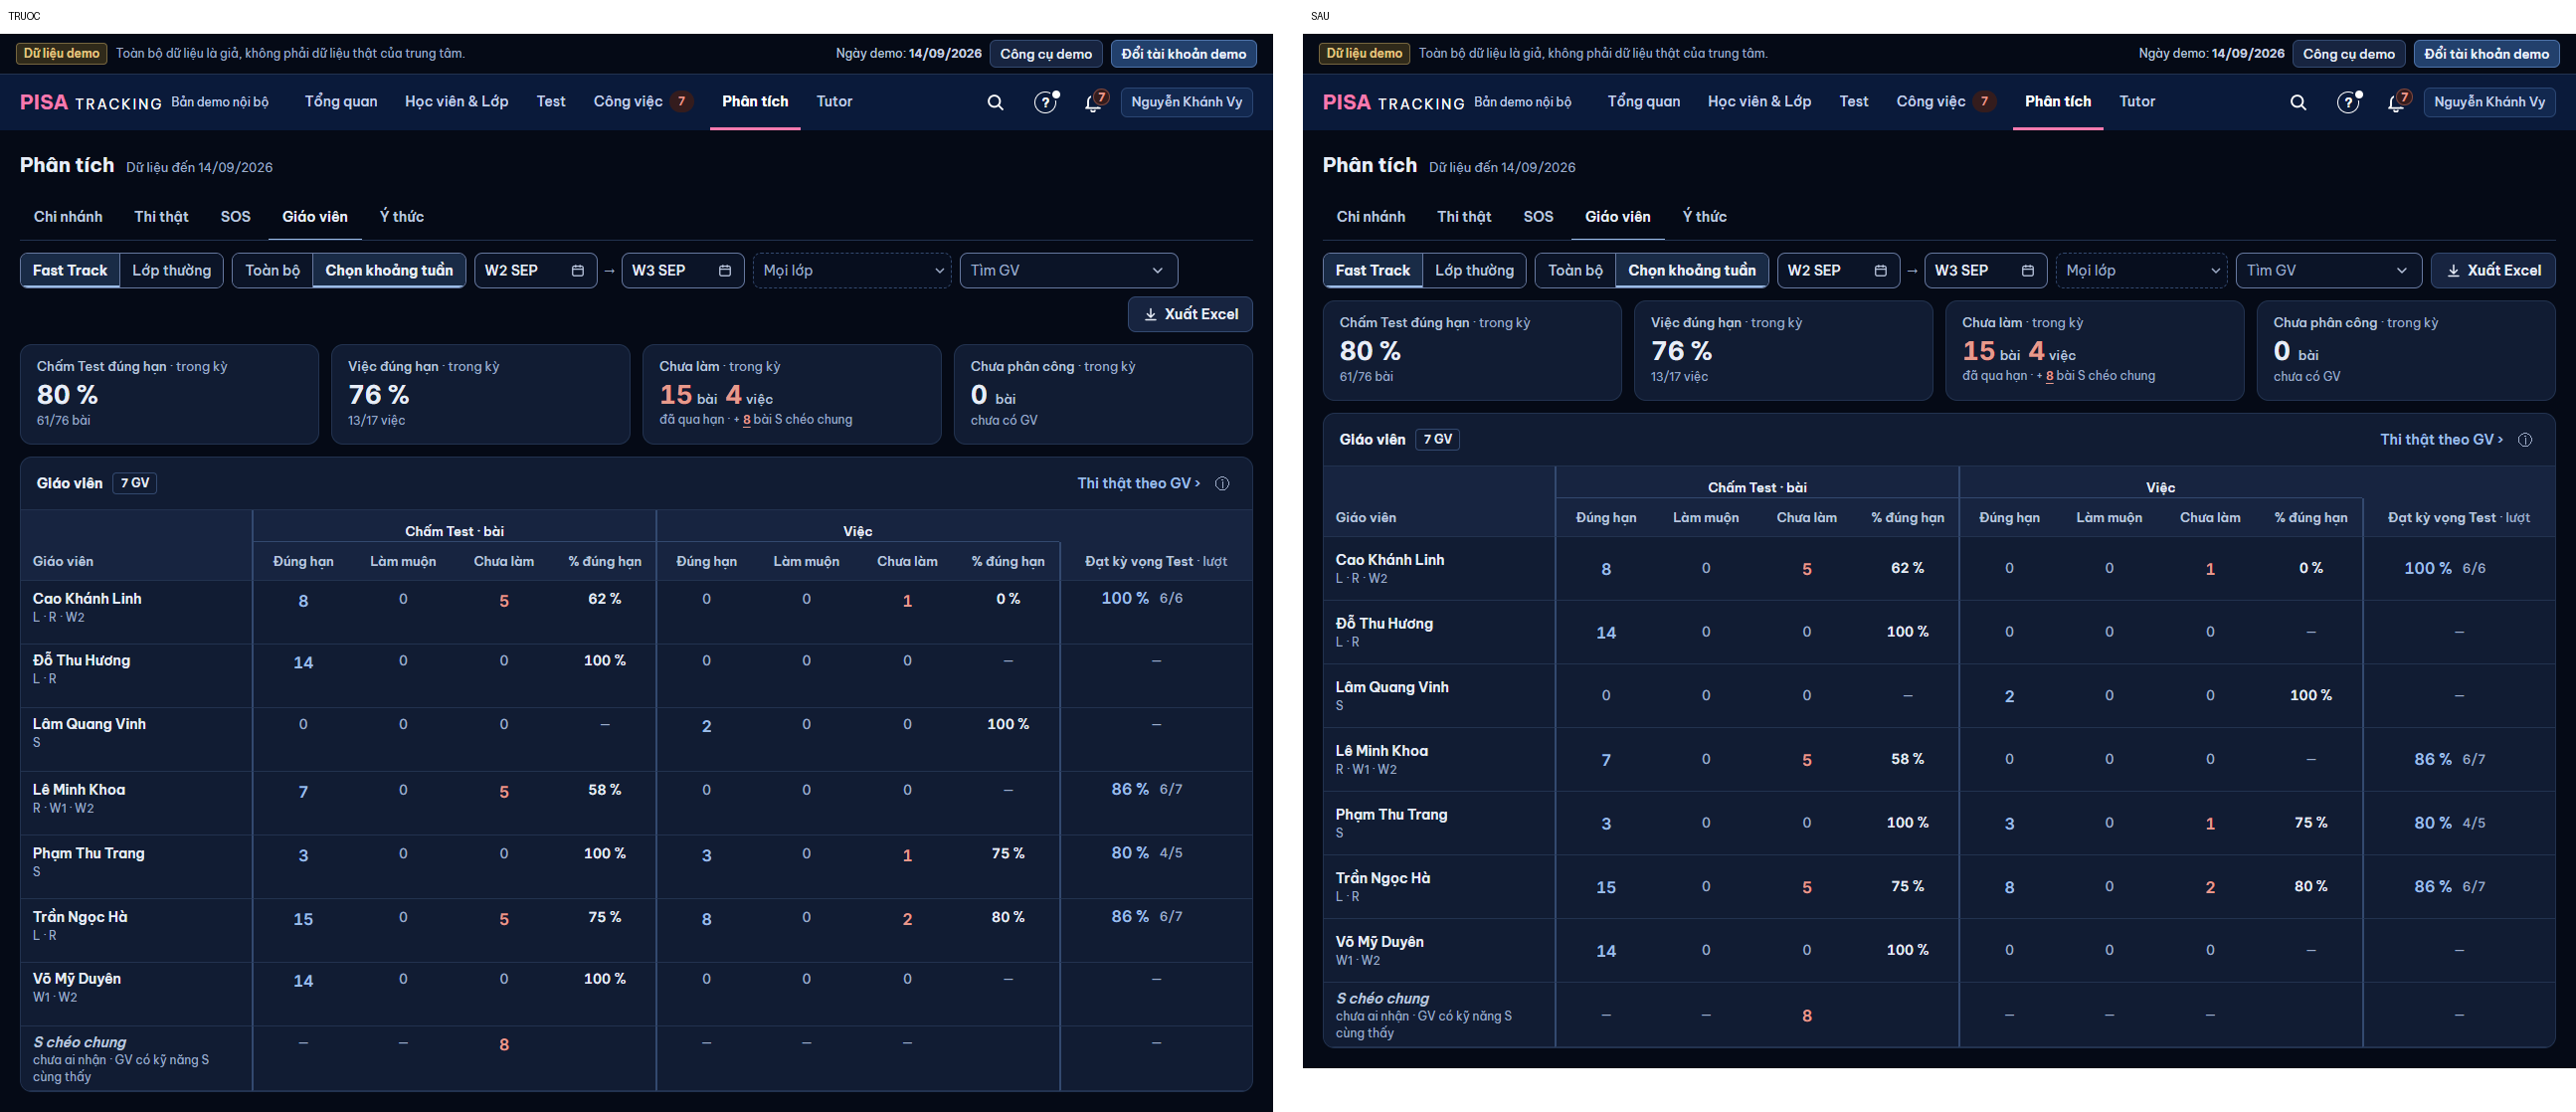 TRUOC
Dữ liệu demo Toàn bộ dữ liệu là giả, không phải dữ liệu thật của trung tâm. Ngày demo: 14/09/2026 Công cụ demo Đổi tài khoản demo
PISA TRACKING Bản demo nội bộ Tổng quan Học viên & Lớp Test Công việc 7 Phân tích Tutor ? 7 Nguyễn Khánh Vy
Phân tích Dữ liệu đến 14/09/2026
Chi nhánh Thi thật SOS Giáo viên Ý thức
Fast Track Lớp thường Toàn bộ Chọn khoảng tuần W2 SEP → W3 SEP Mọi lớp Tìm GV
Xuất Excel
Chấm Test đúng hạn · trong kỳ Việc đúng hạn · trong kỳ Chưa làm · trong kỳ Chưa phân công · trong kỳ
80 % 76 % 15 bài 4 việc 0 bài
61/76 bài 13/17 việc đã quá hạn · + 8 bài S chéo chung chưa có GV
Giáo viên 7 GV Thi thật theo GV ›
Chấm Test · bài Việc
Giáo viên Đúng hạn Làm muộn Chưa làm % đúng hạn Đúng hạn Làm muộn Chưa làm % đúng hạn Đạt kỳ vọng Test · lượt
Cao Khánh Linh 8 0 5 62 % 0 0 1 0 % 100 % 6/6
L · R · W2
Đỗ Thu Hương 14 0 0 100 % 0 0 0 — —
L · R
Lâm Quang Vinh 0 0 0 — 2 0 0 100 % —
S
Lê Minh Khoa 7 0 5 58 % 0 0 0 — 86 % 6/7
R · W1 · W2
Phạm Thu Trang 3 0 0 100 % 3 0 1 75 % 80 % 4/5
S
Trần Ngọc Hà 15 0 5 75 % 8 0 2 80 % 86 % 6/7
L · R
Võ Mỹ Duyên 14 0 0 100 % 0 0 0 — —
W1 · W2
S chéo chung — — 8 — — — —
chưa ai nhận · GV có kỹ năng S
cùng thấy
SAU
Dữ liệu demo Toàn bộ dữ liệu là giả, không phải dữ liệu thật của trung tâm. Ngày demo: 14/09/2026 Công cụ demo Đổi tài khoản demo
PISA TRACKING Bản demo nội bộ Tổng quan Học viên & Lớp Test Công việc 7 Phân tích Tutor ? 7 Nguyễn Khánh Vy
Phân tích Dữ liệu đến 14/09/2026
Chi nhánh Thi thật SOS Giáo viên Ý thức
Fast Track Lớp thường Toàn bộ Chọn khoảng tuần W2 SEP → W3 SEP Mọi lớp Tìm GV Xuất Excel
Chấm Test đúng hạn · trong kỳ Việc đúng hạn · trong kỳ Chưa làm · trong kỳ Chưa phân công · trong kỳ
80 % 76 % 15 bài 4 việc 0 bài
61/76 bài 13/17 việc đã quá hạn · + 8 bài S chéo chung chưa có GV
Giáo viên 7 GV Thi thật theo GV ›
Chấm Test · bài Việc
Giáo viên Đúng hạn Làm muộn Chưa làm % đúng hạn Đúng hạn Làm muộn Chưa làm % đúng hạn Đạt kỳ vọng Test · lượt
Cao Khánh Linh 8 0 5 62 % 0 0 1 0 % 100 % 6/6
L · R · W2
Đỗ Thu Hương 14 0 0 100 % 0 0 0 — —
L · R
Lâm Quang Vinh 0 0 0 — 2 0 0 100 % —
S
Lê Minh Khoa 7 0 5 58 % 0 0 0 — 86 % 6/7
R · W1 · W2
Phạm Thu Trang 3 0 0 100 % 3 0 1 75 % 80 % 4/5
S
Trần Ngọc Hà 15 0 5 75 % 8 0 2 80 % 86 % 6/7
L · R
Võ Mỹ Duyên 14 0 0 100 % 0 0 0 — —
W1 · W2
S chéo chung — — 8 — — — —
chưa ai nhận · GV có kỹ năng S
cùng thấy